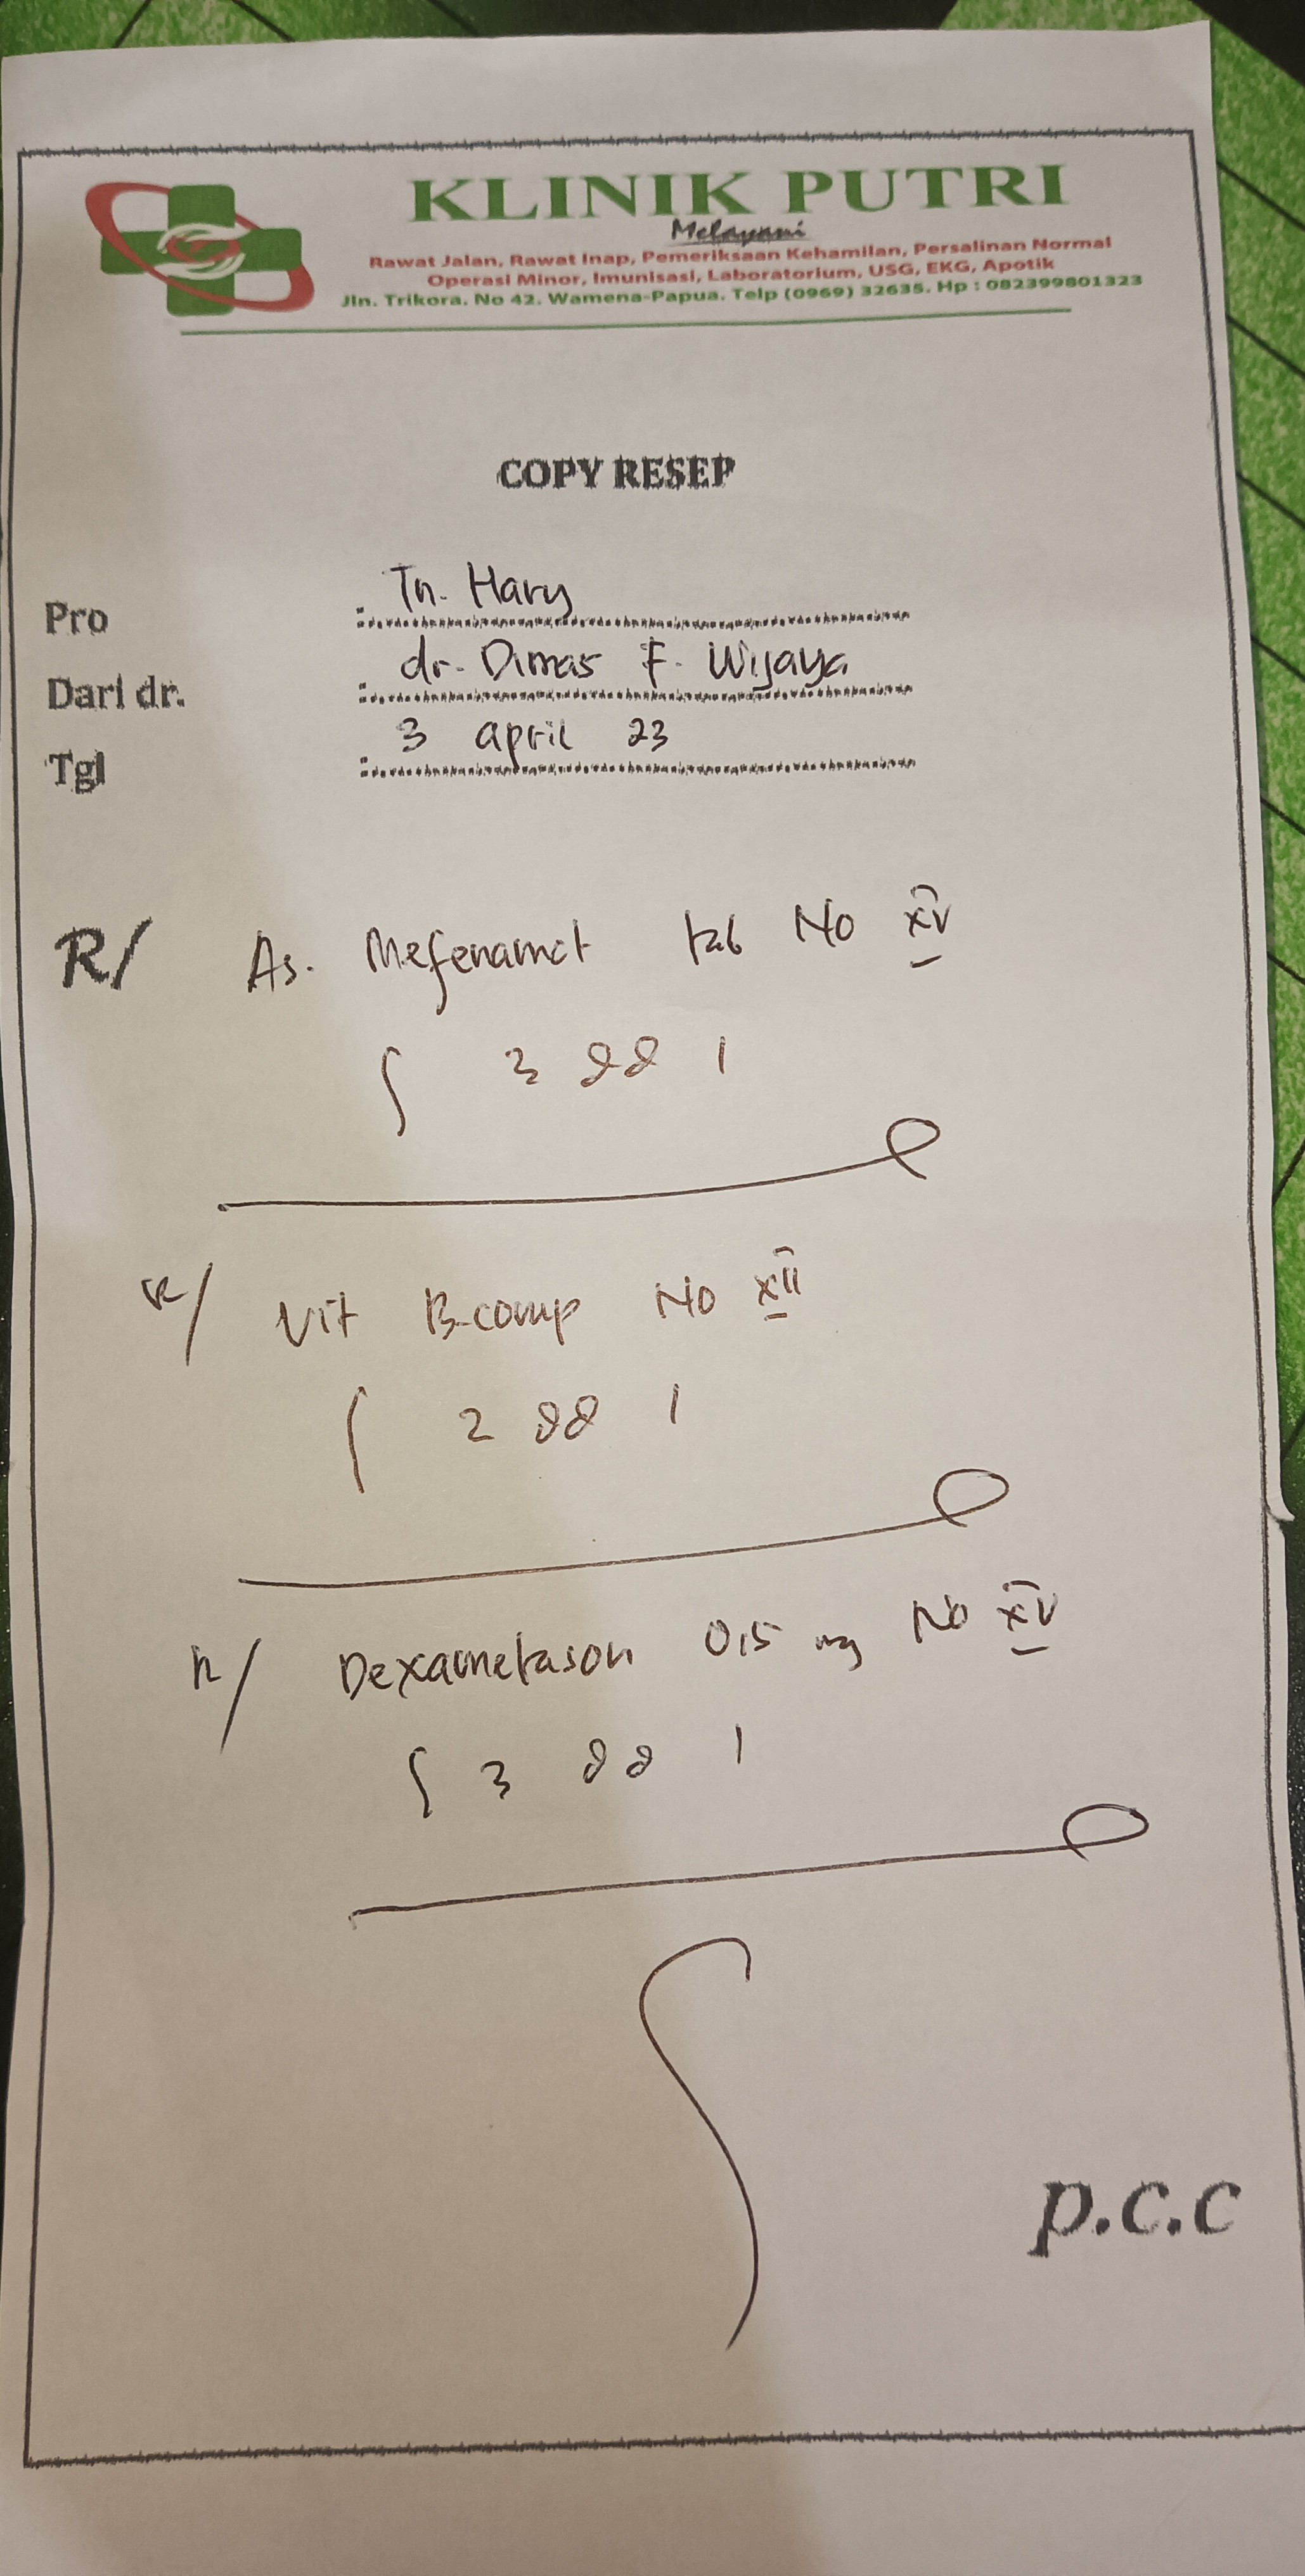 KLINIK PUTRI
Melayani
Rawat Jalan, Rawat Inap, Pemeriksaan Kehamilan, Persalinan Normal
Operasi Minor, Imunisasi, Laboratorium, USG, EKG, Apotik
Jln. Trikora. No 42. Wamena-Papua. Telp (0969) 32635. Hp : 082399801323
COPY RESEP
Pro : Tn. Hary
Dari dr. : dr. Dimas F. Wijaya
Tgl : 3 april 23
R/ As. Mefenamat tab No XV
∫ 3 dd 1
R/ Vit B-comp No XII
∫ 2 dd 1
R/ Dexametason 0,5 mg No XV
∫ 3 dd 1
p.c.c